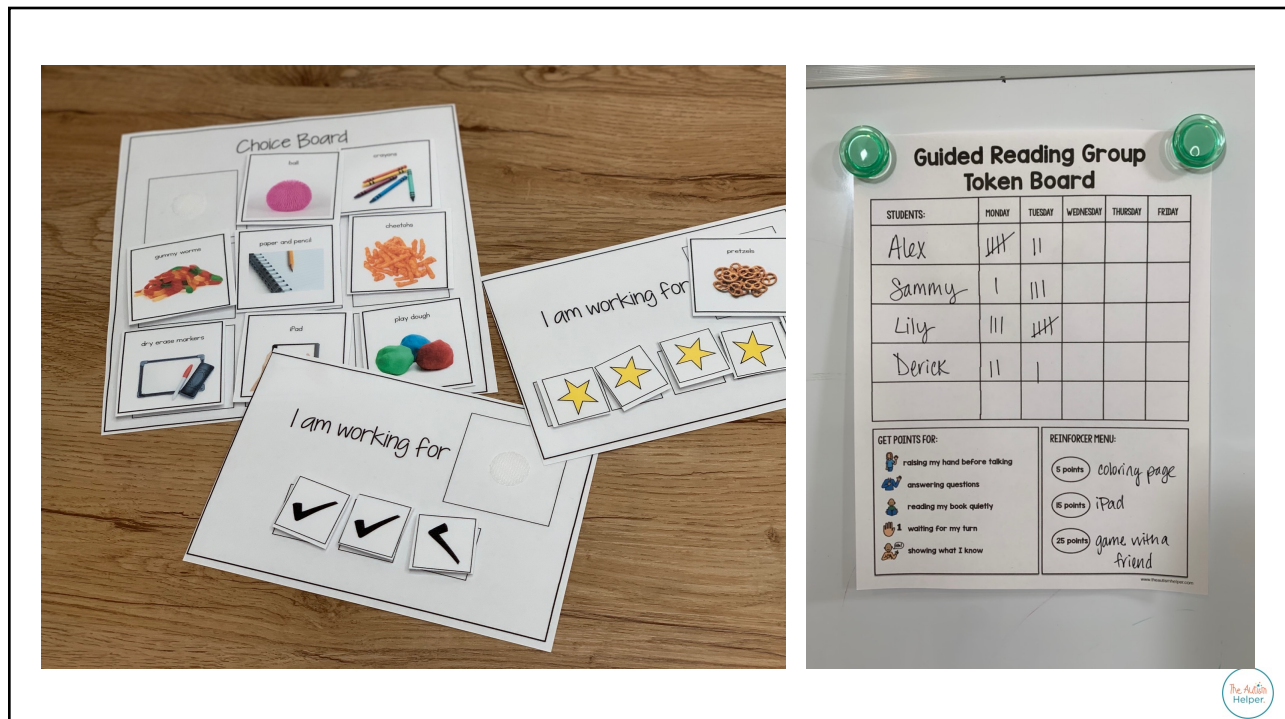 Choice Board
ball
crayons
gummy worms
paper and pencil
cheetohs
dry erase markers
iPad
play dough
I am working for
pretzels
I am working for
Guided Reading Group
Token Board
STUDENTS: MONDAY TUESDAY WEDNESDAY THURSDAY FRIDAY
Alex
Sammy
Lily
Derick
GET POINTS FOR:
raising my hand before talking
answering questions
reading my book quietly
1 waiting for my turn
showing what I know
REINFORCER MENU:
5 points coloring page
15 points iPad
25 points game with a
friend
www.theautismhelper.com
The Autism
Helper.